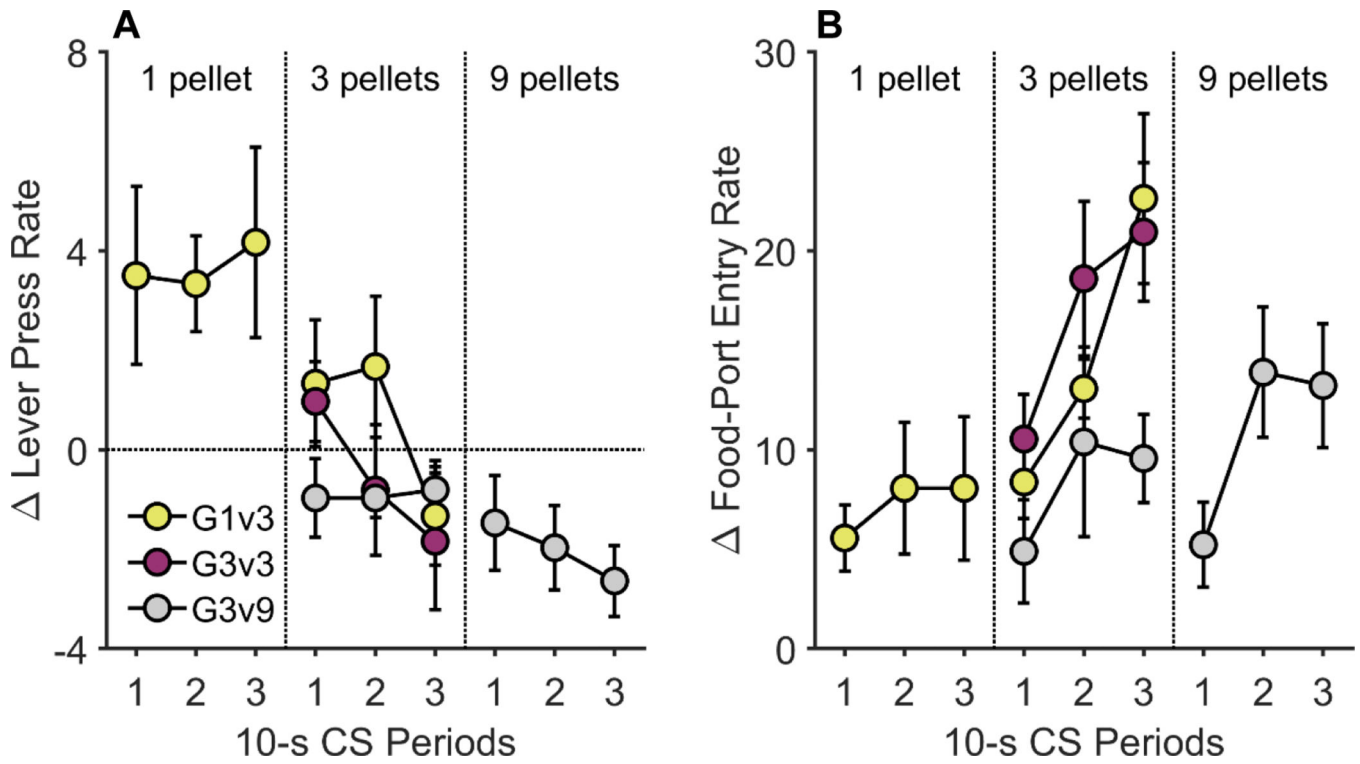 A
8
4
0
-4
Δ Lever Press Rate
1 pellet
3 pellets
9 pellets
G1v3
G3v3
G3v9
1 2 3 1 2 3 1 2 3
10-s CS Periods
B
30
20
10
0
Δ Food-Port Entry Rate
1 pellet
3 pellets
9 pellets
1 2 3 1 2 3 1 2 3
10-s CS Periods